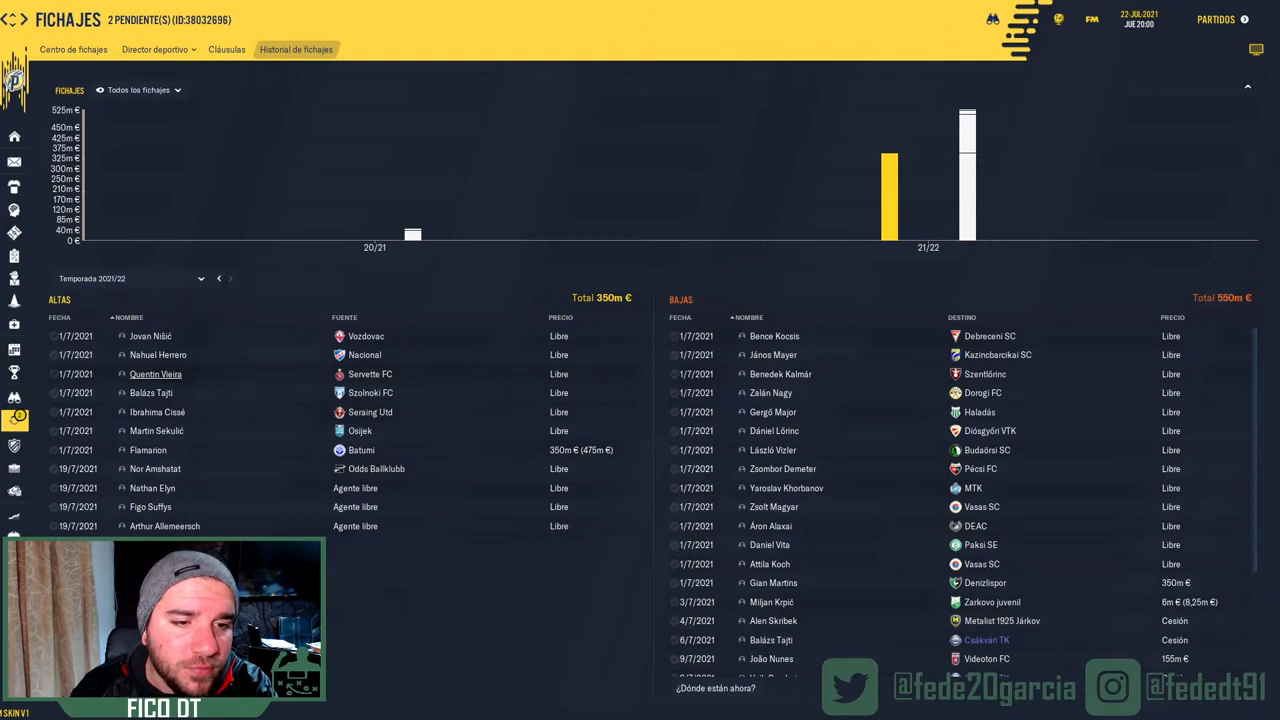 FICHAJES 2 PENDIENTE(S) (ID:38032696)
FM
22-JUL-2021
JUE 20:00
PARTIDOS
Centro de fichajes Director deportivo Cláusulas Historial de fichajes
FICHAJES Todos los fichajes
525m €
450m €
425m €
375m €
325m €
300m €
250m €
210m €
170m €
120m €
85m €
40m €
0 €
20/21 21/22
Temporada 2021/22
ALTAS Total 350m €
FECHA NOMBRE FUENTE PRECIO
1/7/2021 Jovan Nišić Vozdovac Libre
1/7/2021 Nahuel Herrero Nacional Libre
1/7/2021 Quentin Vieira Servette FC Libre
1/7/2021 Balázs Tajti Szolnoki FC Libre
1/7/2021 Ibrahima Cissé Seraing Utd Libre
1/7/2021 Martin Sekulić Osijek Libre
1/7/2021 Flamarion Batumi 350m € (475m €)
19/7/2021 Nor Amshatat Odds Ballklubb Libre
19/7/2021 Nathan Elyn Agente libre Libre
19/7/2021 Figo Suffys Agente libre Libre
19/7/2021 Arthur Allemeersch Agente libre Libre
BAJAS Total 550m €
FECHA NOMBRE DESTINO PRECIO
1/7/2021 Bence Kocsis Debreceni SC Libre
1/7/2021 János Mayer Kazincbarcikai SC Libre
1/7/2021 Benedek Kalmár Szentlőrinc Libre
1/7/2021 Zalán Nagy Dorogi FC Libre
1/7/2021 Gergő Major Haladás Libre
1/7/2021 Dániel Lőrinc Diósgyőri VTK Libre
1/7/2021 László Vizler Budaörsi SC Libre
1/7/2021 Zsombor Demeter Pécsi FC Libre
1/7/2021 Yaroslav Khorbanov MTK Libre
1/7/2021 Zsolt Magyar Vasas SC Libre
1/7/2021 Áron Alaxai DEAC Libre
1/7/2021 Daniel Vita Paksi SE Libre
1/7/2021 Attila Koch Vasas SC Libre
1/7/2021 Gian Martins Denizlispor 350m €
3/7/2021 Miljan Krpić Zarkovo juvenil 6m € (8,25m €)
4/7/2021 Alen Skribek Metalist 1925 Járkov Cesión
6/7/2021 Balázs Tajti Csákvári TK Cesión
9/7/2021 João Nunes Videoton FC 155m €
¿Dónde están ahora?
@fede20garcia @fededt91
FICO DT
M SKIN V1